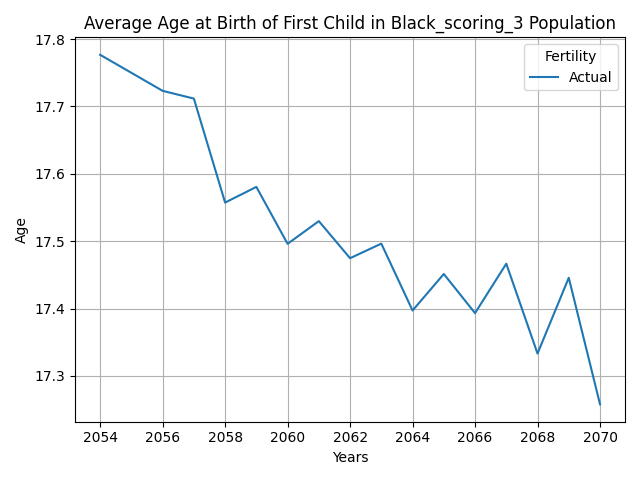 Average Age at Birth of First Child in Black_scoring_3 Population
17.8
17.7
17.6
17.5
17.4
17.3
Age
Fertility
Actual
2054 2056 2058 2060 2062 2064 2066 2068 2070
Years